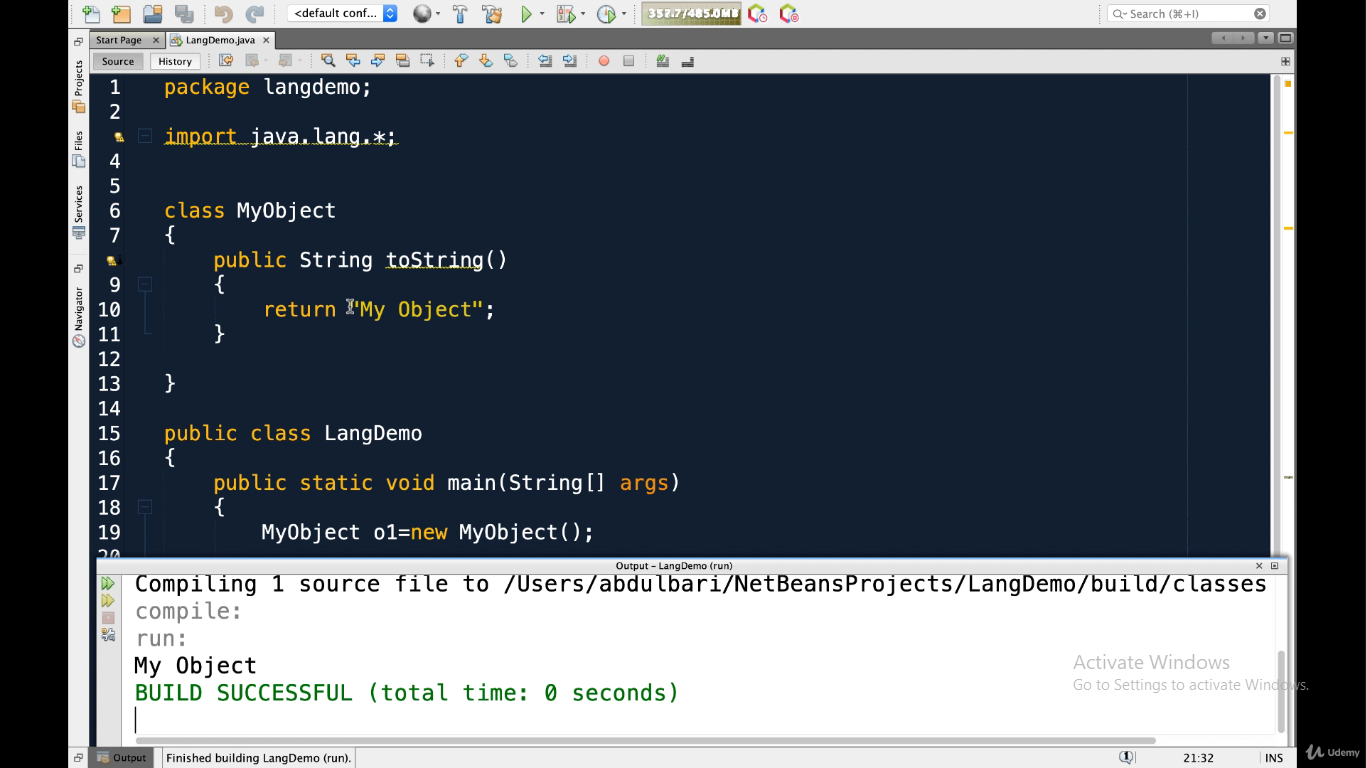 <default conf...
357.7/485.0MB
Search (⌘+I)
Start Page
LangDemo.java
Source
History
Projects
Files
Services
Navigator
1 package langdemo;
2
import java.lang.*;
4
5
6 class MyObject
7 {
public String toString()
9 {
10 return "My Object";
11 }
12
13 }
14
15 public class LangDemo
16 {
17 public static void main(String[] args)
18 {
19 MyObject o1=new MyObject();
20
Output - LangDemo (run)
Compiling 1 source file to /Users/abdulbari/NetBeansProjects/LangDemo/build/classes
compile:
run:
My Object
BUILD SUCCESSFUL (total time: 0 seconds)
Activate Windows
Go to Settings to activate Windows.
Output
Finished building LangDemo (run).
1
21:32
INS
Udemy